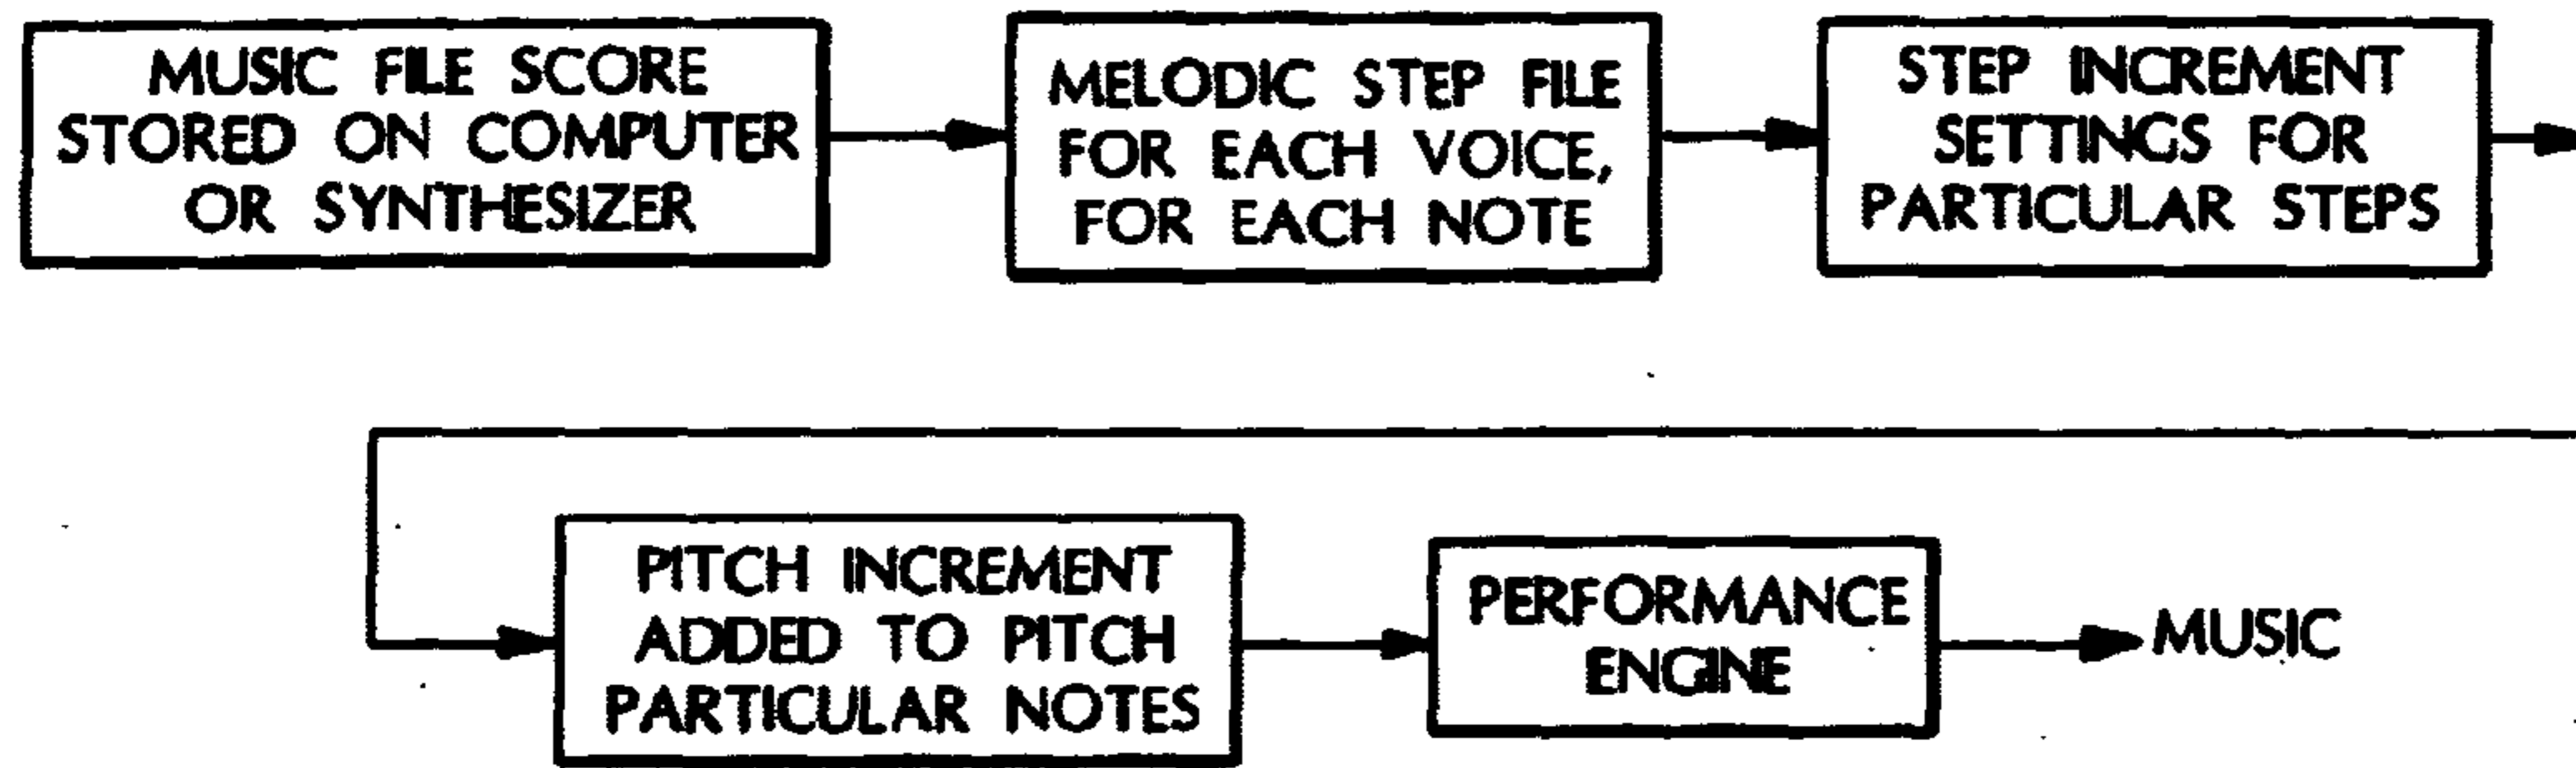 MUSIC FILE SCORE
STORED ON COMPUTER
OR SYNTHESIZER
MELODIC STEP FILE
FOR EACH VOICE,
FOR EACH NOTE
STEP INCREMENT
SETTINGS FOR
PARTICULAR STEPS
PITCH INCREMENT
ADDED TO PITCH
PARTICULAR NOTES
PERFORMANCE
ENGINE
MUSIC